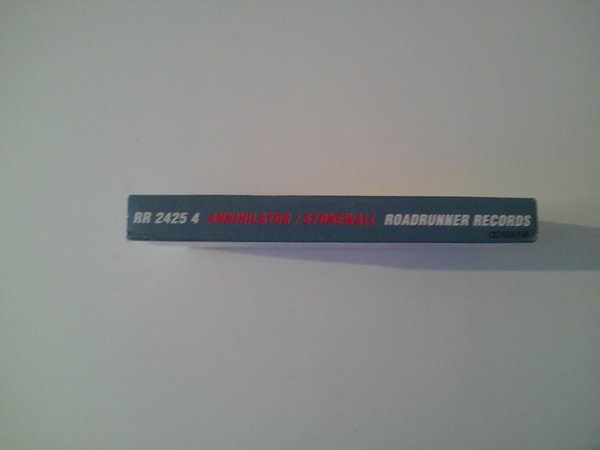 RR 2425 4 ANNIHILATOR / STONEWALL ROADRUNNER RECORDS